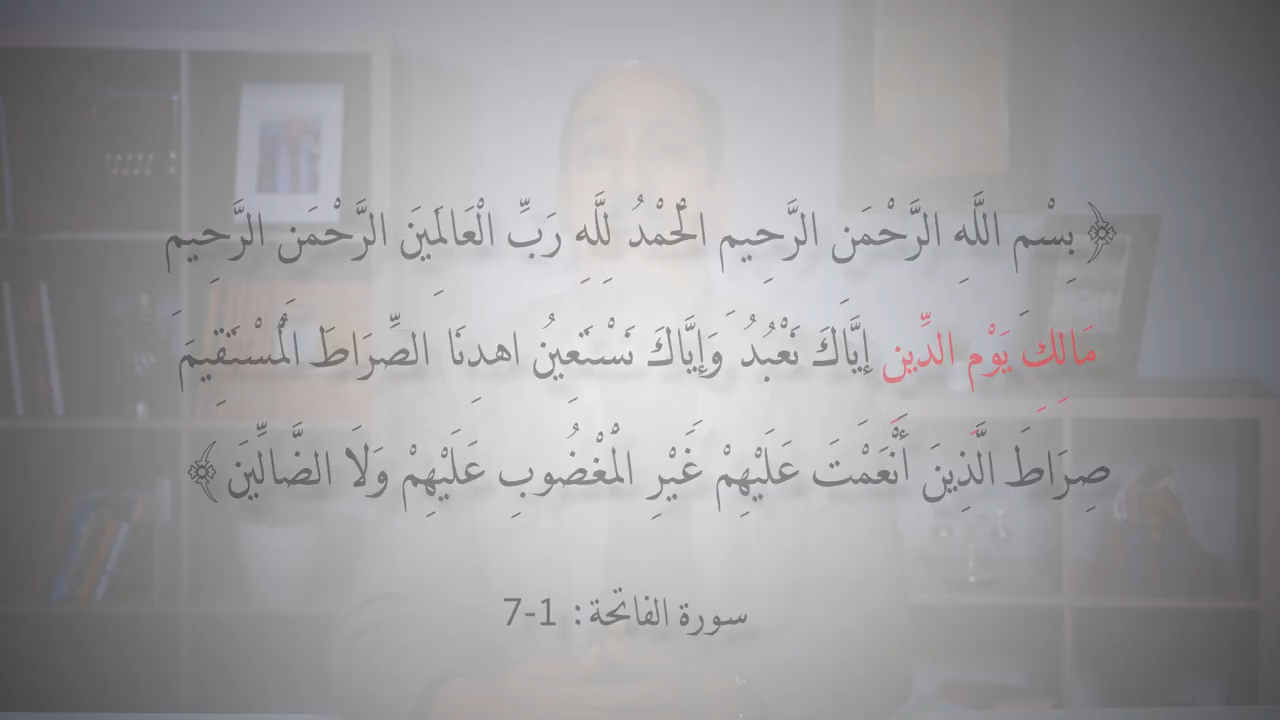 ﴿بِسْمِ اللَّهِ الرَّحْمَنِ الرَّحِيمِ الْحَمْدُ لِلَّهِ رَبِّ الْعَالَمِينَ الرَّحْمَنِ الرَّحِيمِ
مَالِكِ يَوْمِ الدِّينِ إِيَّاكَ نَعْبُدُ وَإِيَّاكَ نَسْتَعِينُ اهدِنَا الصِّرَاطَ الْمُسْتَقِيمَ
صِرَاطَ الَّذِينَ أَنْعَمْتَ عَلَيْهِمْ غَيْرِ الْمَغْضُوبِ عَلَيْهِمْ وَلَا الضَّالِّينَ﴾
سورة الفاتحة: 1-7